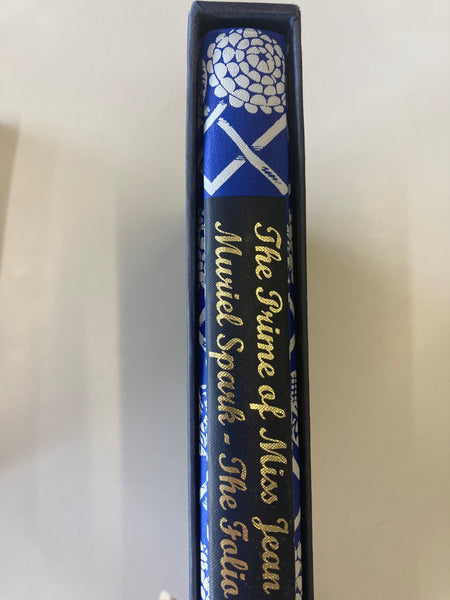 The Prime of Miss Jean
Muriel Spark - The Folio